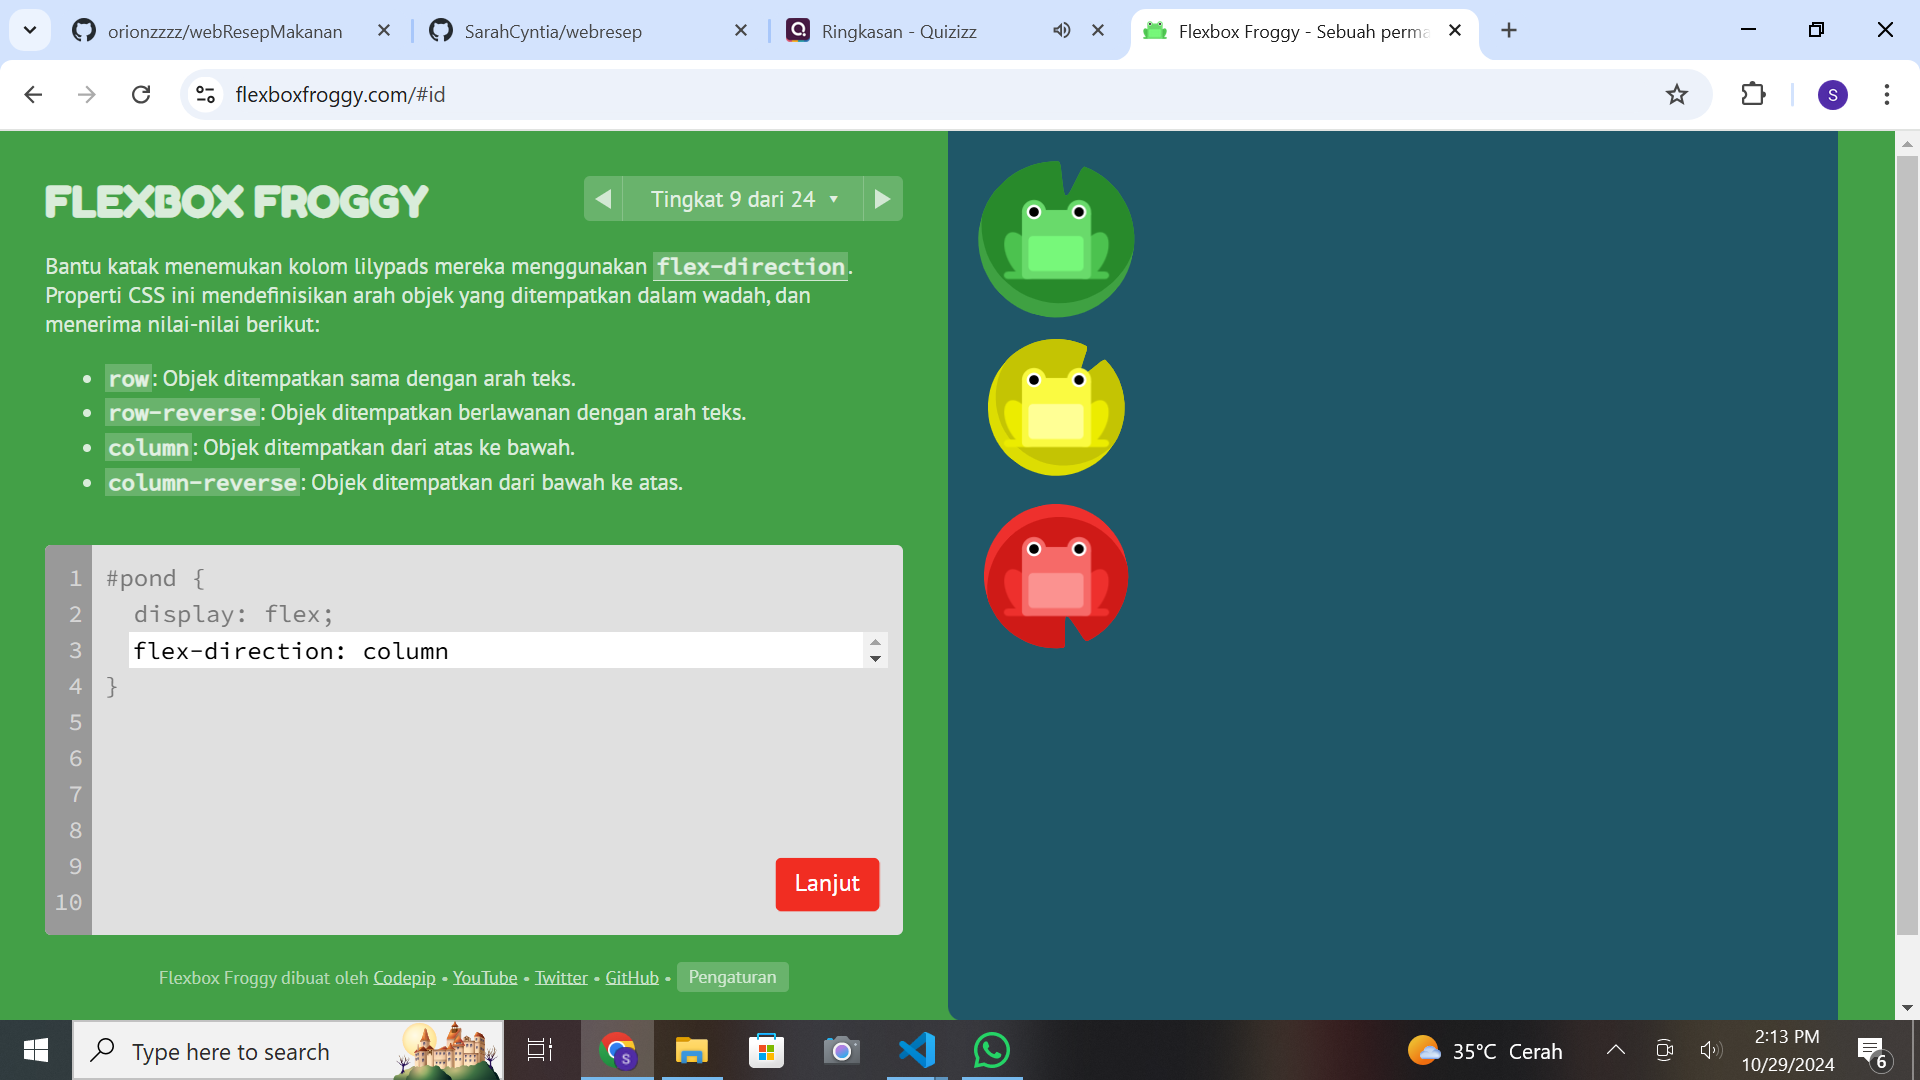 orionzzzz/webResepMakanan
SarahCyntia/webresep
Ringkasan - Quizizz
Flexbox Froggy - Sebuah perma
flexboxfroggy.com/#id
S
FLEXBOX FROGGY
Tingkat 9 dari 24
Bantu katak menemukan kolom lilypads mereka menggunakan flex-direction.
Properti CSS ini mendefinisikan arah objek yang ditempatkan dalam wadah, dan
menerima nilai-nilai berikut:
• row: Objek ditempatkan sama dengan arah teks.
• row-reverse: Objek ditempatkan berlawanan dengan arah teks.
• column: Objek ditempatkan dari atas ke bawah.
• column-reverse: Objek ditempatkan dari bawah ke atas.
1 #pond {
2 display: flex;
3 flex-direction: column
4 }
5
6
7
8
9
10
Lanjut
Flexbox Froggy dibuat oleh Codepip • YouTube • Twitter • GitHub • Pengaturan
Type here to search
S
35°C Cerah
2:13 PM
10/29/2024
6